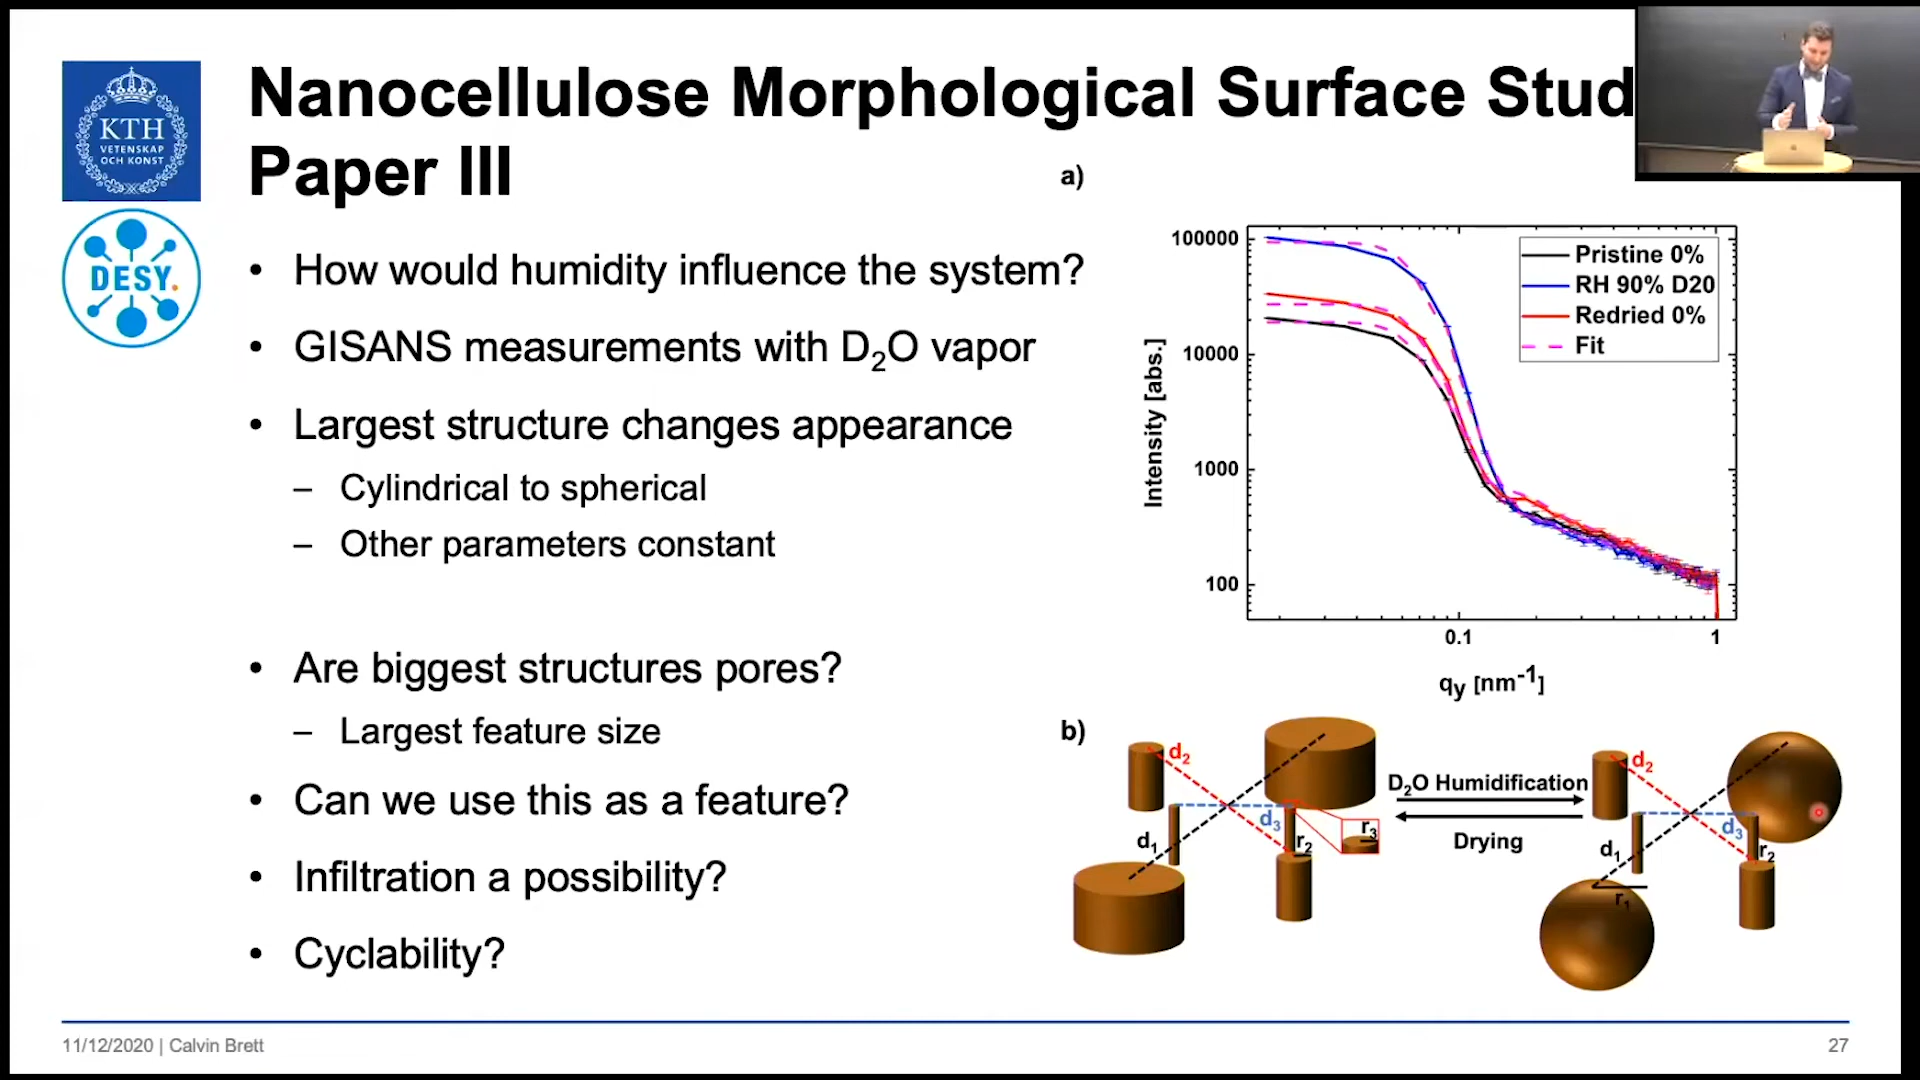 Nanocellulose Morphological Surface Stud
Paper III
KTH
VETENSKAP
OCH KONST
DESY.
• How would humidity influence the system?
• GISANS measurements with D₂O vapor
• Largest structure changes appearance
– Cylindrical to spherical
– Other parameters constant
• Are biggest structures pores?
– Largest feature size
• Can we use this as a feature?
• Infiltration a possibility?
• Cyclability?
a)
100000
10000
1000
100
Intensity [abs.]
Pristine 0%
RH 90% D20
Redried 0%
Fit
0.1 1
qy [nm⁻¹]
b)
d₂
d₁
d₃
r₂
r₃
D₂O Humidification
Drying
d₂
d₁
d₃
r₂
r₁
11/12/2020 | Calvin Brett
27